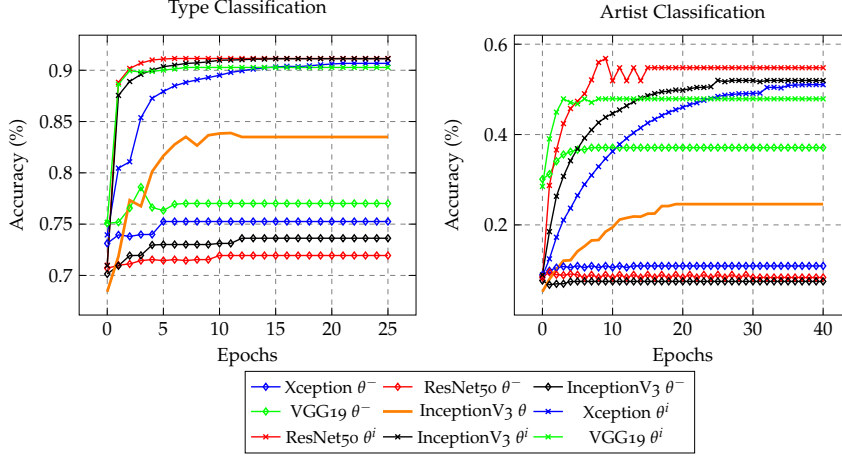 Type Classification
Artist Classification
Accuracy (%)
0.9
0.85
0.8
0.75
0.7
0 5 10 15 20 25
Epochs
Accuracy (%)
0.6
0.4
0.2
0 10 20 30 40
Epochs
Xception θ⁻ ResNet50 θ⁻ InceptionV3 θ⁻
VGG19 θ⁻ InceptionV3 θ Xception θⁱ
ResNet50 θⁱ InceptionV3 θⁱ VGG19 θⁱ